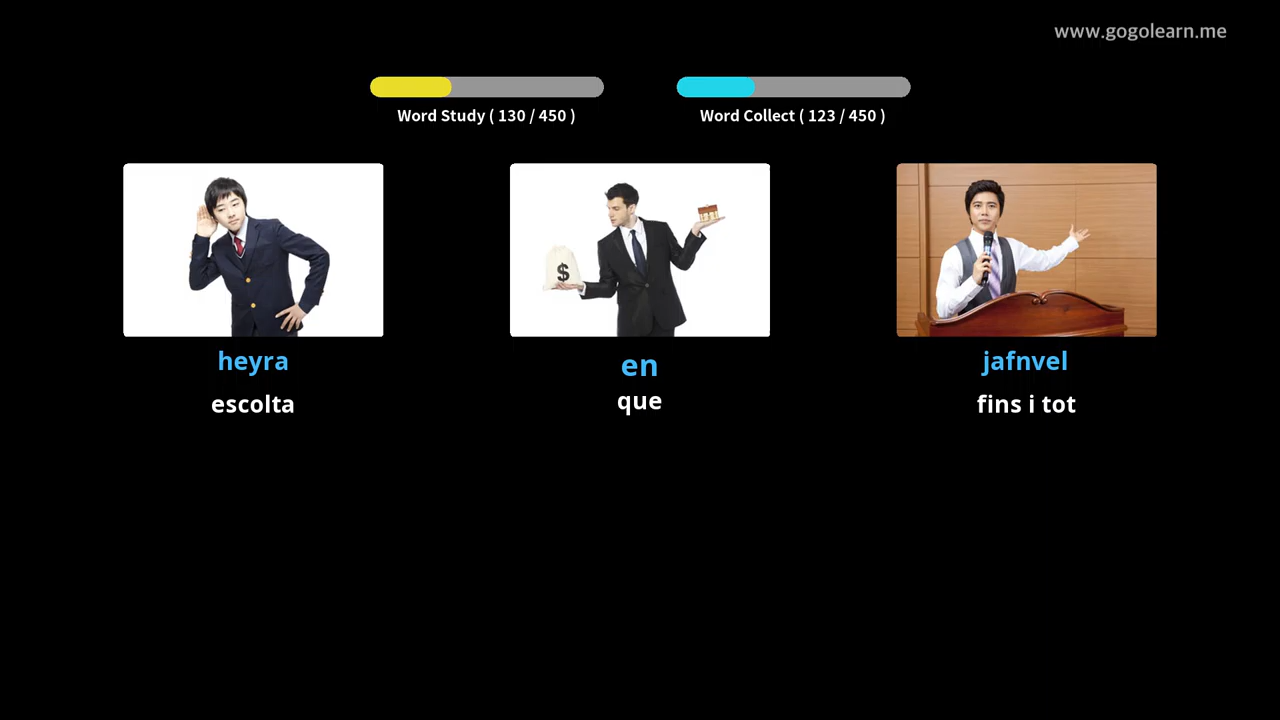 www.gogolearn.me
Word Study ( 130 / 450 )
Word Collect ( 123 / 450 )
$
heyra
en
jafnvel
escolta
que
fins i tot